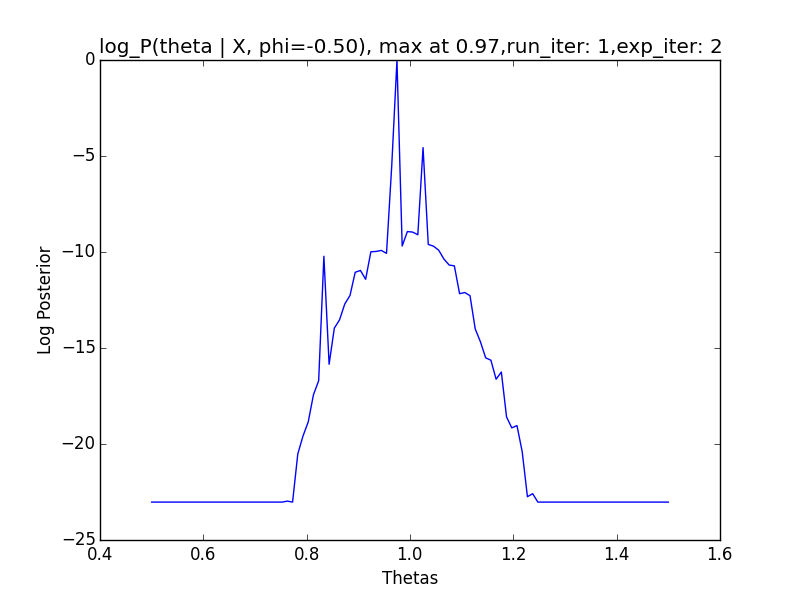 log_P(theta | X, phi=-0.50), max at 0.97,run_iter: 1,exp_iter: 2
0
−5
−10
−15
−20
−25
Log Posterior
0.4 0.6 0.8 1.0 1.2 1.4 1.6
Thetas